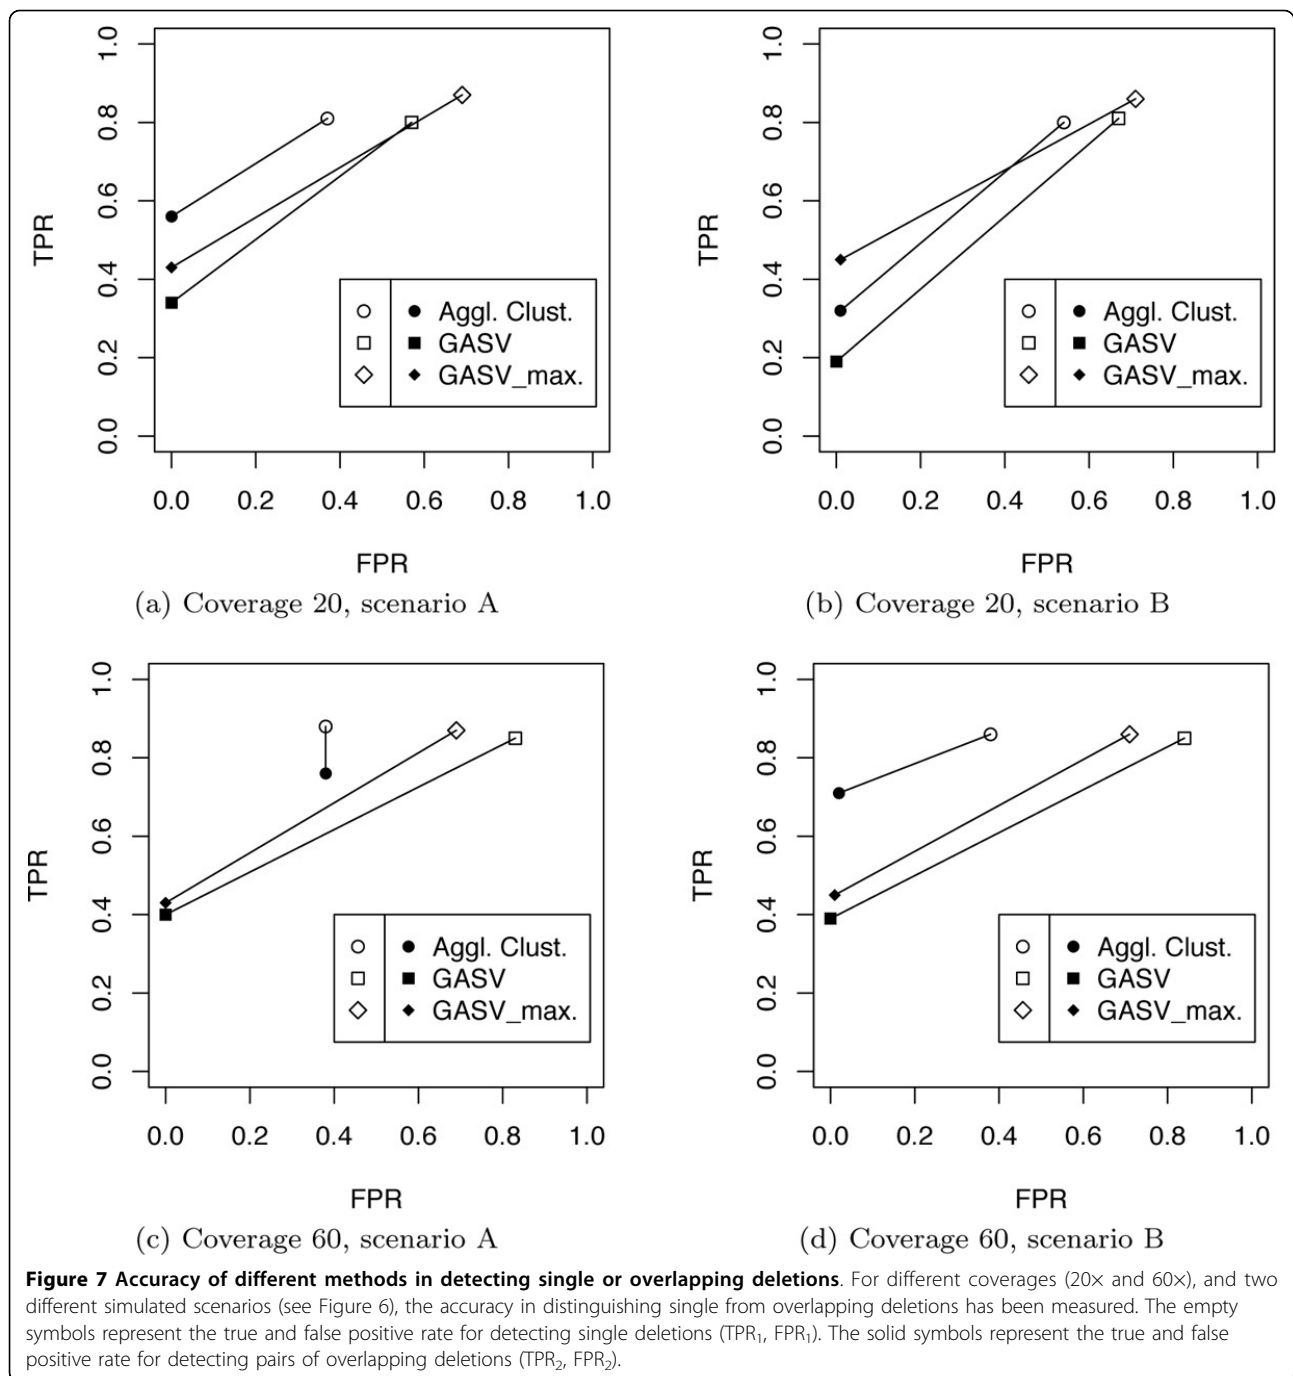 1.0
0.8
0.6
0.4
0.2
0.0
TPR
Aggl. Clust.
GASV
GASV_max.
0.0 0.2 0.4 0.6 0.8 1.0
FPR
(a) Coverage 20, scenario A
1.0
0.8
0.6
0.4
0.2
0.0
TPR
Aggl. Clust.
GASV
GASV_max.
0.0 0.2 0.4 0.6 0.8 1.0
FPR
(b) Coverage 20, scenario B
1.0
0.8
0.6
0.4
0.2
0.0
TPR
Aggl. Clust.
GASV
GASV_max.
0.0 0.2 0.4 0.6 0.8 1.0
FPR
(c) Coverage 60, scenario A
1.0
0.8
0.6
0.4
0.2
0.0
TPR
Aggl. Clust.
GASV
GASV_max.
0.0 0.2 0.4 0.6 0.8 1.0
FPR
(d) Coverage 60, scenario B
Figure 7 Accuracy of different methods in detecting single or overlapping deletions. For different coverages (20× and 60×), and two
different simulated scenarios (see Figure 6), the accuracy in distinguishing single from overlapping deletions has been measured. The empty
symbols represent the true and false positive rate for detecting single deletions (TPR₁, FPR₁). The solid symbols represent the true and false
positive rate for detecting pairs of overlapping deletions (TPR₂, FPR₂).